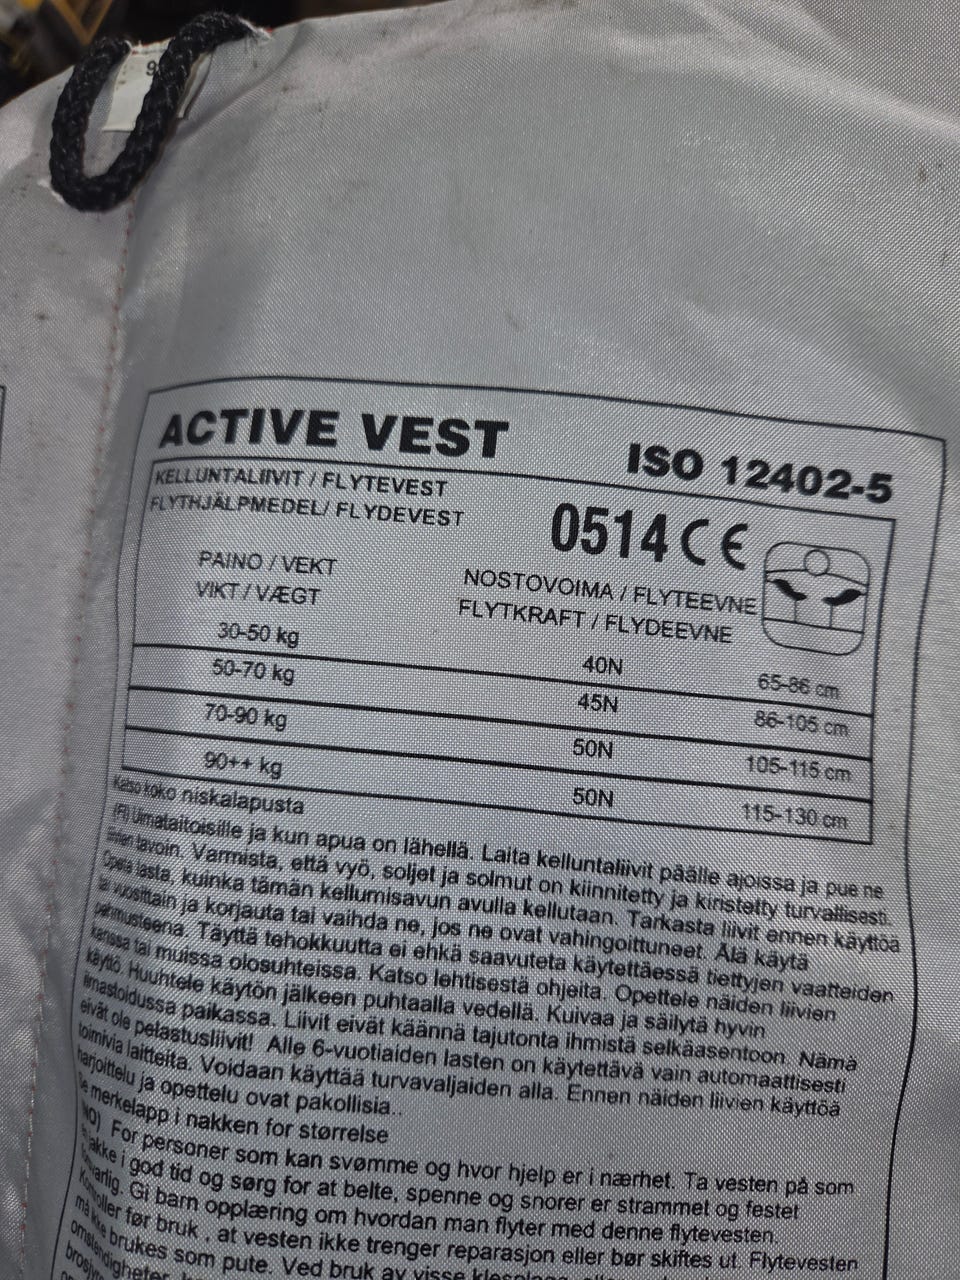 9
ACTIVE VEST
ISO 12402-5
KELLUNTALIIVIT / FLYTEVEST
FLYTHJÄLPMEDEL/ FLYDEVEST
0514 CE
PAINO / VEKT
VIKT / VÆGT
NOSTOVOIMA / FLYTEEVNE
FLYTKRAFT / FLYDEEVNE
30-50 kg 40N 65-86 cm
50-70 kg 45N 86-105 cm
70-90 kg 50N 105-115 cm
90++ kg 50N 115-130 cm
Katso koko niskalapusta
(FI) Uimataitoisille ja kun apua on lähellä. Laita kelluntaliivit päälle ajoissa ja pue ne
tavoin. Varmista, että vyö, soljet ja solmut on kiinnitetty ja kiristetty turvallisesti.
Opeta lasta, kuinka tämän kellumisavun avulla kellutaan. Tarkasta liivit ennen käyttöä
tai vuosittain ja korjauta tai vaihda ne, jos ne ovat vahingoittuneet. Älä käytä
pehmusteena. Täyttä tehokkuutta ei ehkä saavuteta käytettäessä tiettyjen vaatteiden
kanssa tai muissa olosuhteissa. Katso lehtisestä ohjeita. Opettele näiden liivien
käyttö. Huuhtele käytön jälkeen puhtaalla vedellä. Kuivaa ja säilytä hyvin
ilmastoidussa paikassa. Liivit eivät käännä tajutonta ihmistä selkäasentoon. Nämä
eivät ole pelastusliivit! Alle 6-vuotiaiden lasten on käytettävä vain automaattisesti
toimivia laitteita. Voidaan käyttää turvavaljaiden alla. Ennen näiden liivien käyttöä
harjoittelu ja opettelu ovat pakollisia..
Se merkelapp i nakken for størrelse
NO) For personer som kan svømme og hvor hjelp er i nærhet. Ta vesten på som
jakke i god tid og sørg for at belte, spenne og snorer er strammet og festet
forsvarlig. Gi barn opplæring om hvordan man flyter med denne flytevesten.
Kontroller før bruk , at vesten ikke trenger reparasjon eller bør skiftes ut. Flytevesten
må ikke brukes som pute. Ved bruk av visse
omstendigheter